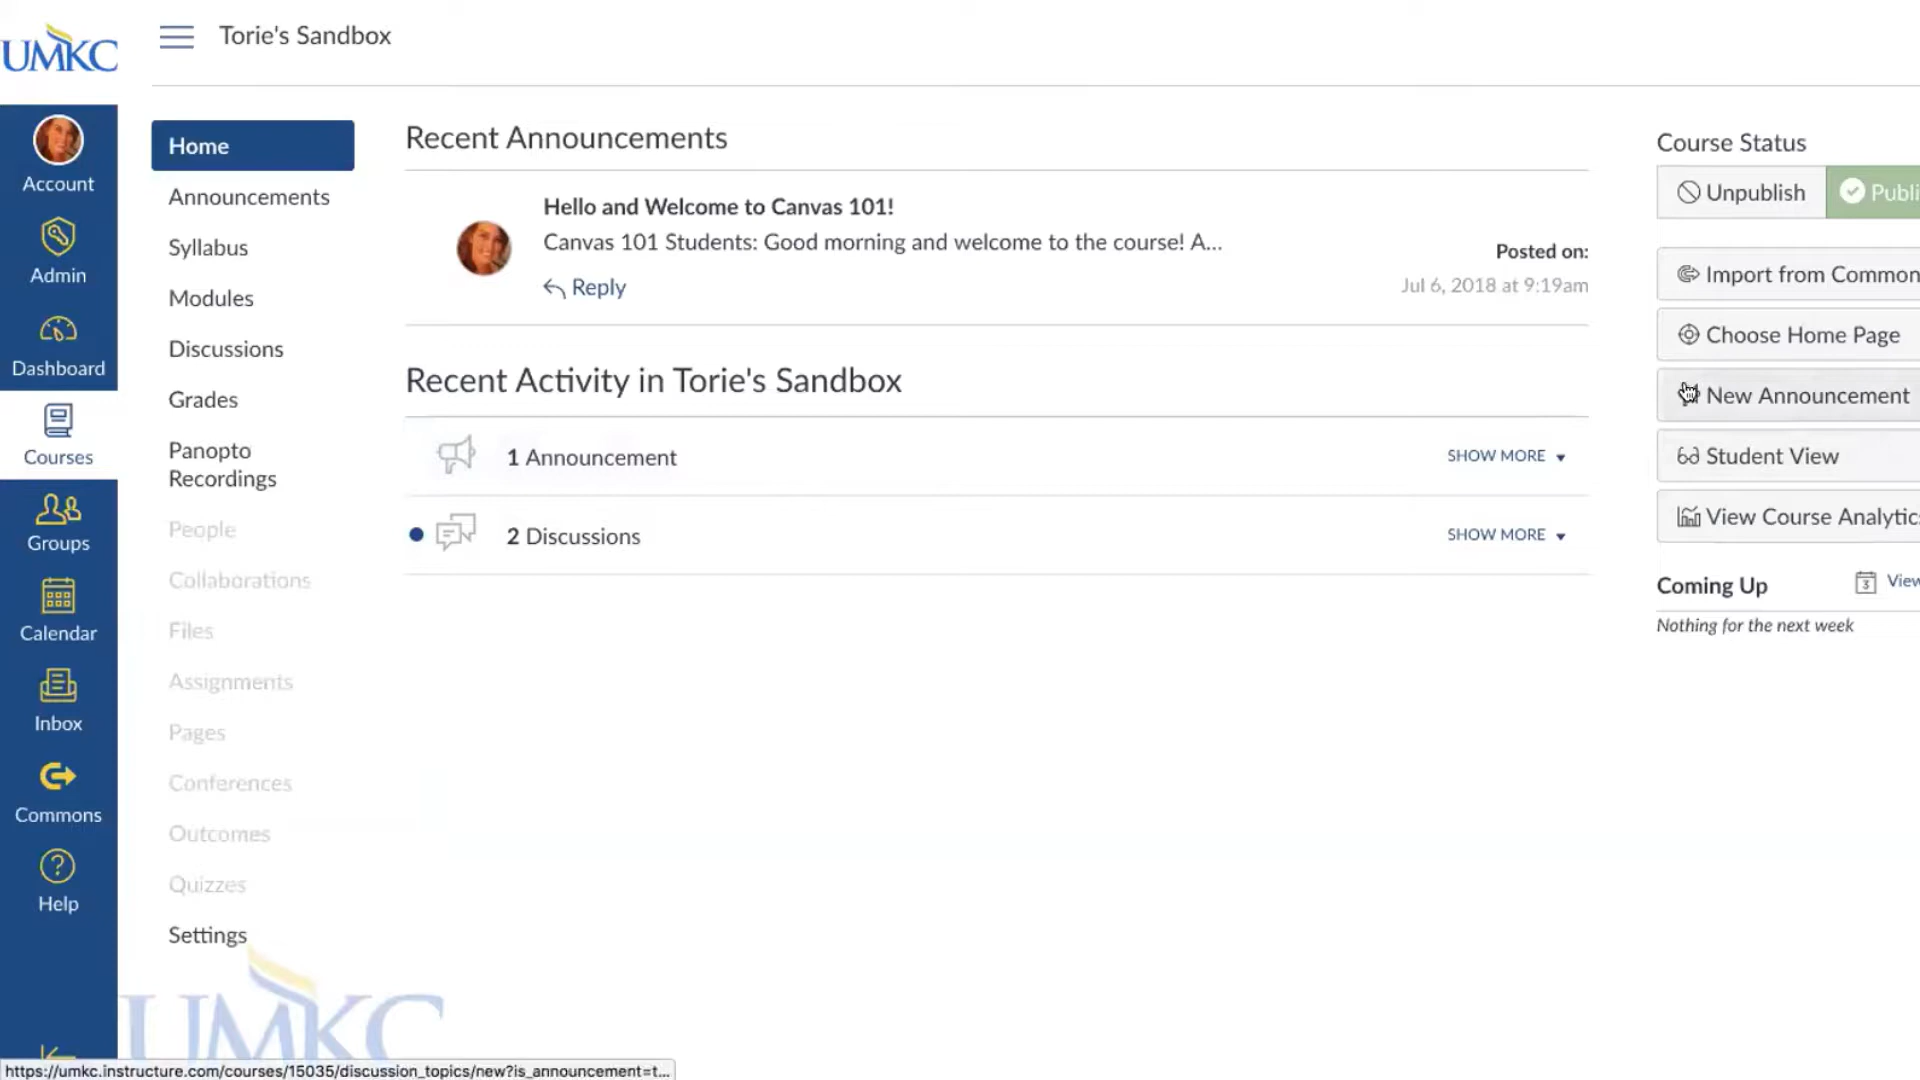 UMKC
Torie's Sandbox
Account
Admin
Dashboard
Courses
Groups
Calendar
Inbox
Commons
Help
Home
Announcements
Syllabus
Modules
Discussions
Grades
Panopto
Recordings
People
Collaborations
Files
Assignments
Pages
Conferences
Outcomes
Quizzes
Settings
Recent Announcements
Hello and Welcome to Canvas 101!
Canvas 101 Students: Good morning and welcome to the course! A...
Reply
Posted on:
Jul 6, 2018 at 9:19am
Recent Activity in Torie's Sandbox
1 Announcement
SHOW MORE
2 Discussions
SHOW MORE
Course Status
Unpublish
Publi
Import from Common
Choose Home Page
New Announcement
Student View
View Course Analytic
Coming Up
3
View
Nothing for the next week
UMKC
https://umkc.instructure.com/courses/15035/discussion_topics/new?is_announcement=t...